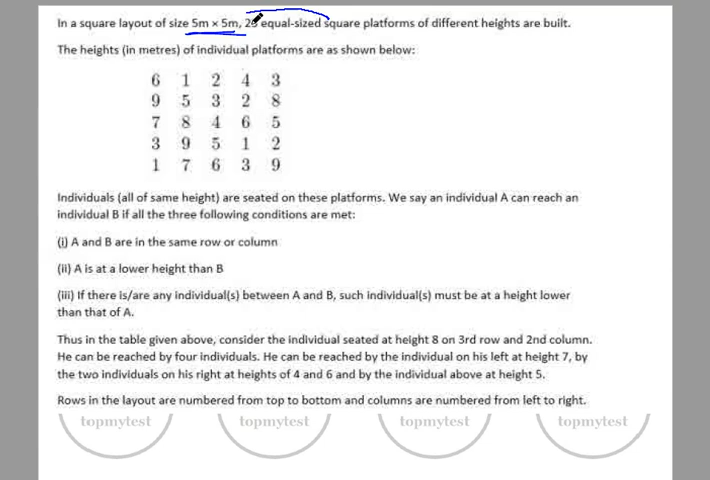 In a square layout of size 5m × 5m, 25 equal-sized square platforms of different heights are built.
The heights (in metres) of individual platforms are as shown below:
6 1 2 4 3
9 5 3 2 8
7 8 4 6 5
3 9 5 1 2
1 7 6 3 9
Individuals (all of same height) are seated on these platforms. We say an individual A can reach an
individual B if all the three following conditions are met:
(i) A and B are in the same row or column
(ii) A is at a lower height than B
(iii) If there is/are any individual(s) between A and B, such individual(s) must be at a height lower
than that of A.
Thus in the table given above, consider the individual seated at height 8 on 3rd row and 2nd column.
He can be reached by four individuals. He can be reached by the individual on his left at height 7, by
the two individuals on his right at heights of 4 and 6 and by the individual above at height 5.
Rows in the layout are numbered from top to bottom and columns are numbered from left to right.
topmytest topmytest topmytest topmytest